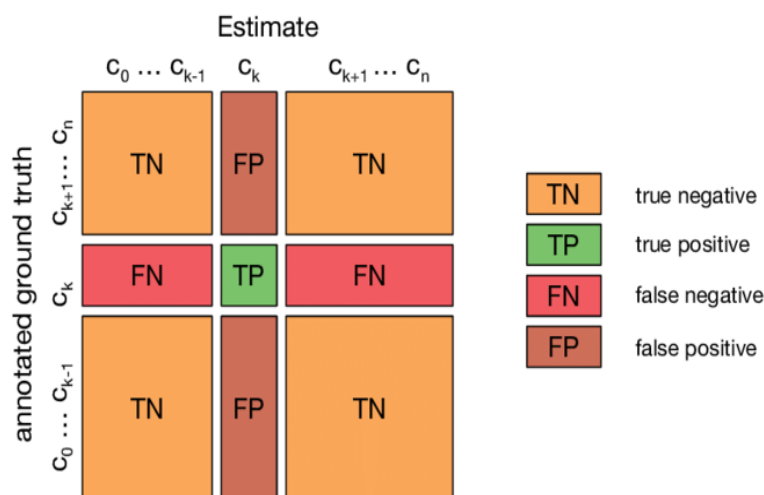 Estimate
c0 ... ck-1 ck ck+1 ... cn
annotated ground truth
ck+1 ... cn
TN FP TN
ck
FN TP FN
c0 ... ck-1
TN FP TN
TN true negative
TP true positive
FN false negative
FP false positive